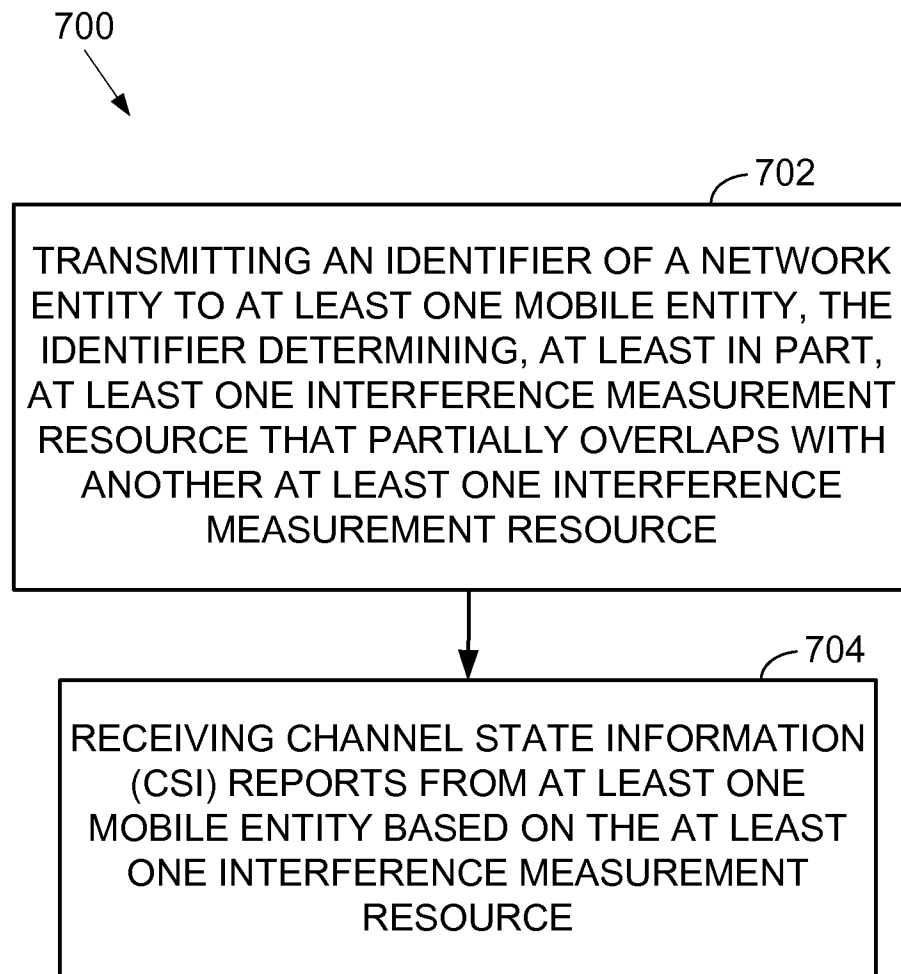 700
702
TRANSMITTING AN IDENTIFIER OF A NETWORK
ENTITY TO AT LEAST ONE MOBILE ENTITY, THE
IDENTIFIER DETERMINING, AT LEAST IN PART,
AT LEAST ONE INTERFERENCE MEASUREMENT
RESOURCE THAT PARTIALLY OVERLAPS WITH
ANOTHER AT LEAST ONE INTERFERENCE
MEASUREMENT RESOURCE
704
RECEIVING CHANNEL STATE INFORMATION
(CSI) REPORTS FROM AT LEAST ONE
MOBILE ENTITY BASED ON THE AT LEAST
ONE INTERFERENCE MEASUREMENT
RESOURCE